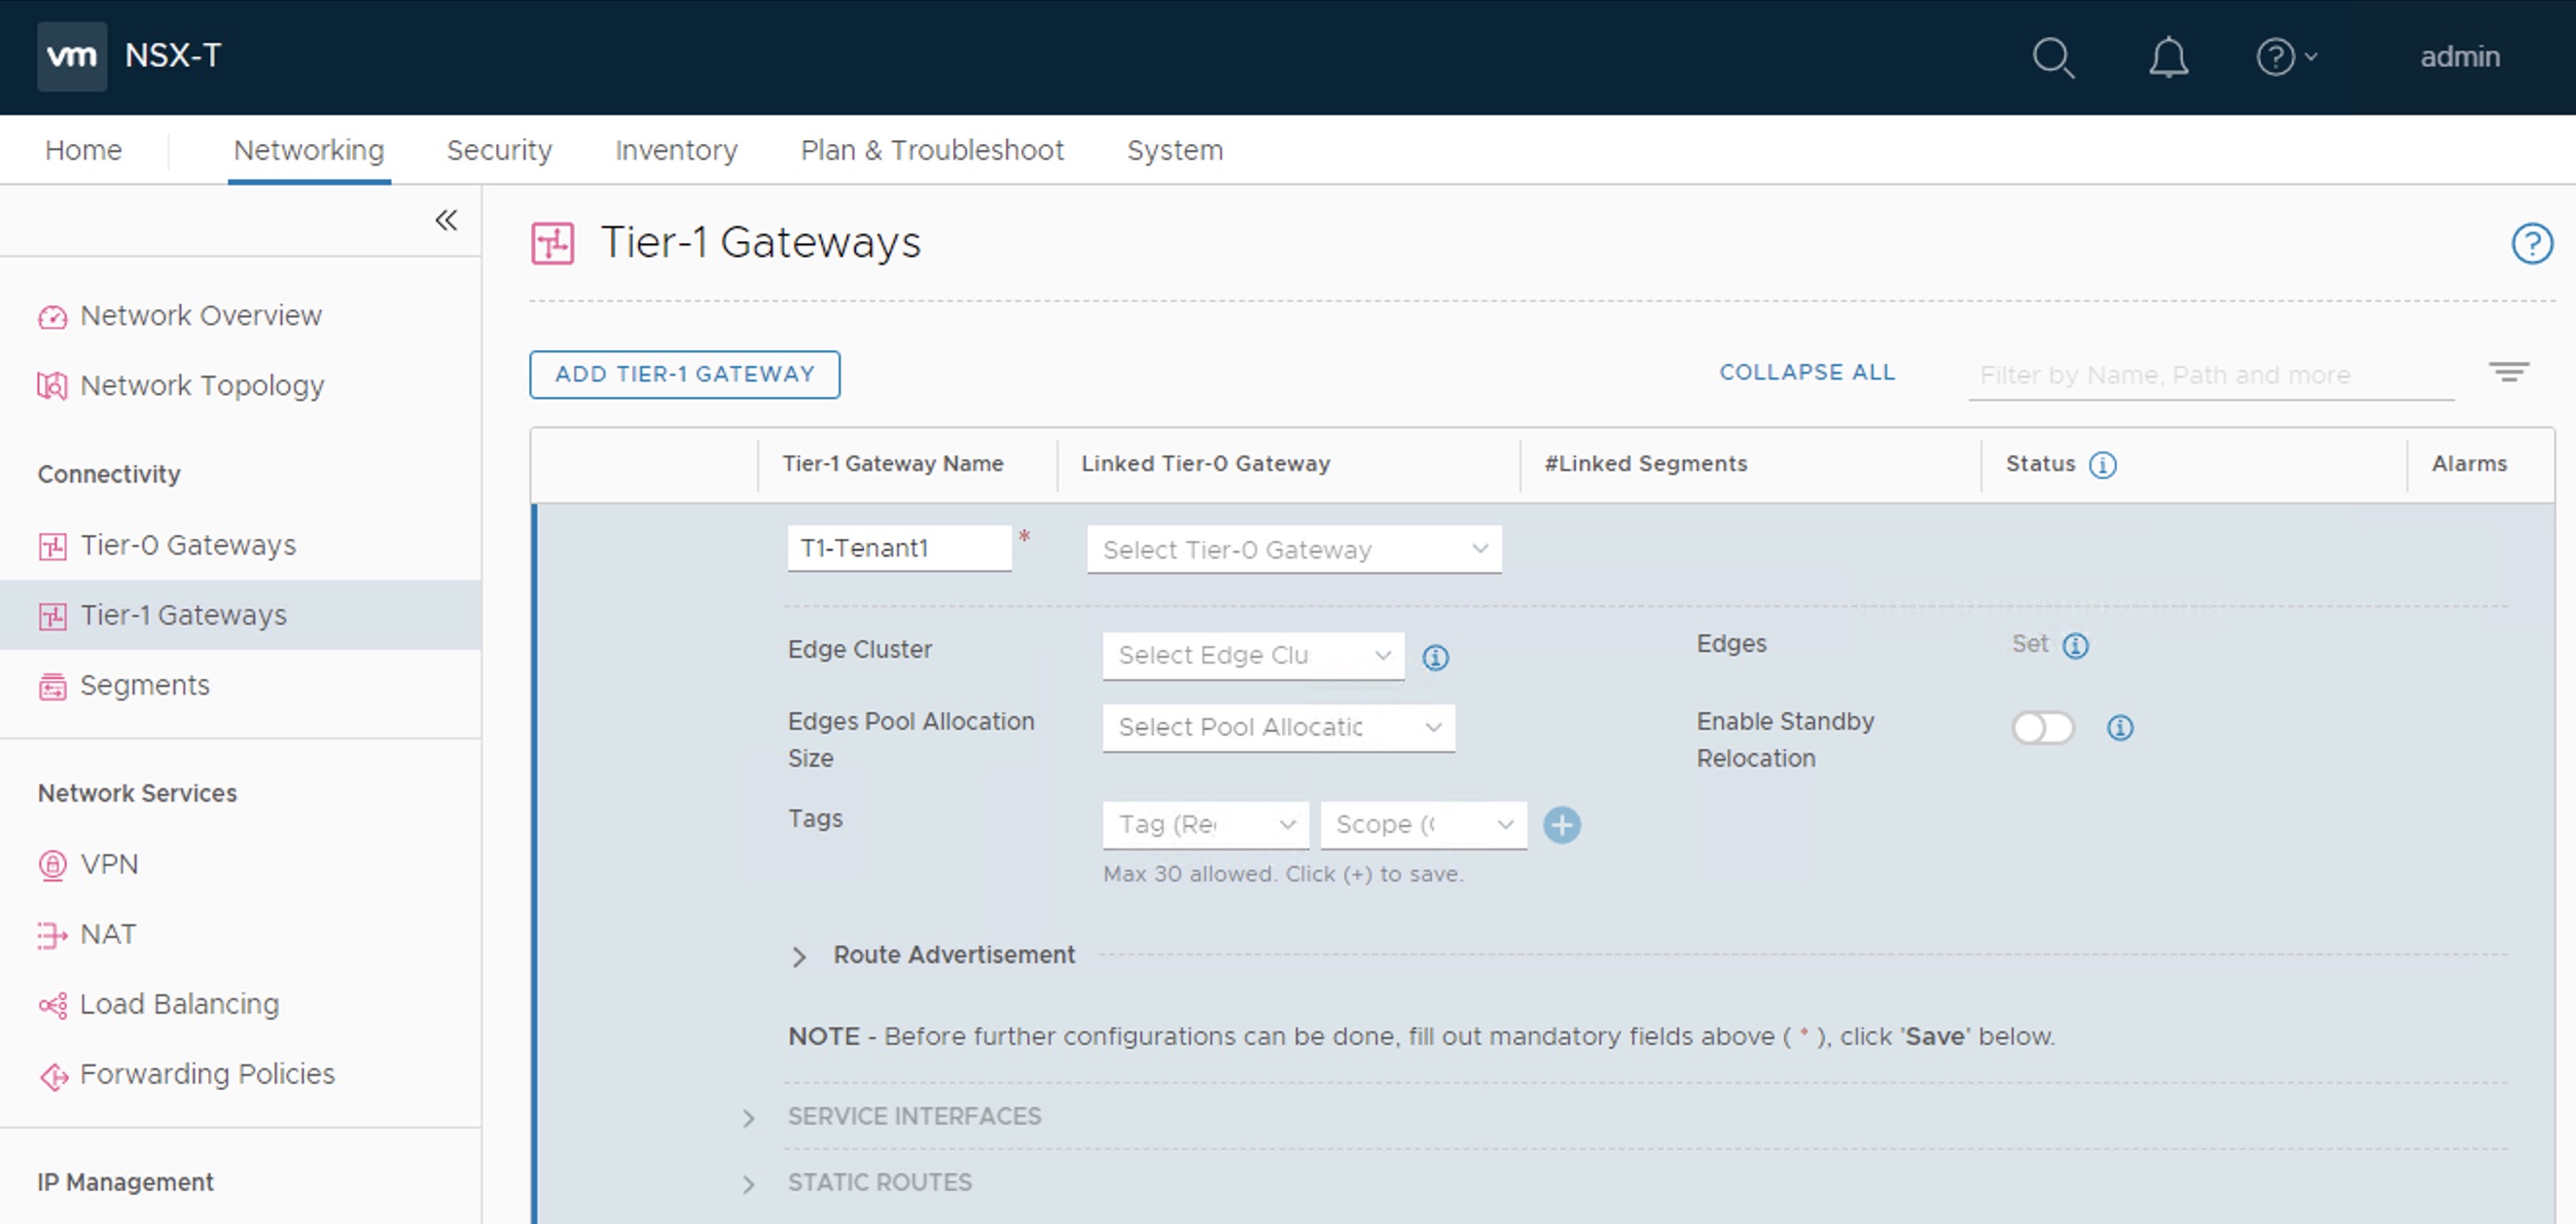 vm NSX-T admin
Home Networking Security Inventory Plan & Troubleshoot System
Tier-1 Gateways
Network Overview
Network Topology
Connectivity
Tier-0 Gateways
Tier-1 Gateways
Segments
Network Services
VPN
NAT
Load Balancing
Forwarding Policies
IP Management
ADD TIER-1 GATEWAY COLLAPSE ALL Filter by Name, Path and more
Tier-1 Gateway Name Linked Tier-0 Gateway #Linked Segments Status Alarms
T1-Tenant1 * Select Tier-0 Gateway
Edge Cluster Select Edge Clu Edges Set
Edges Pool Allocation Select Pool Allocatic Enable Standby
Size Relocation
Tags Tag (Re Scope (
Max 30 allowed. Click (+) to save.
Route Advertisement
NOTE - Before further configurations can be done, fill out mandatory fields above ( * ), click 'Save' below.
SERVICE INTERFACES
STATIC ROUTES